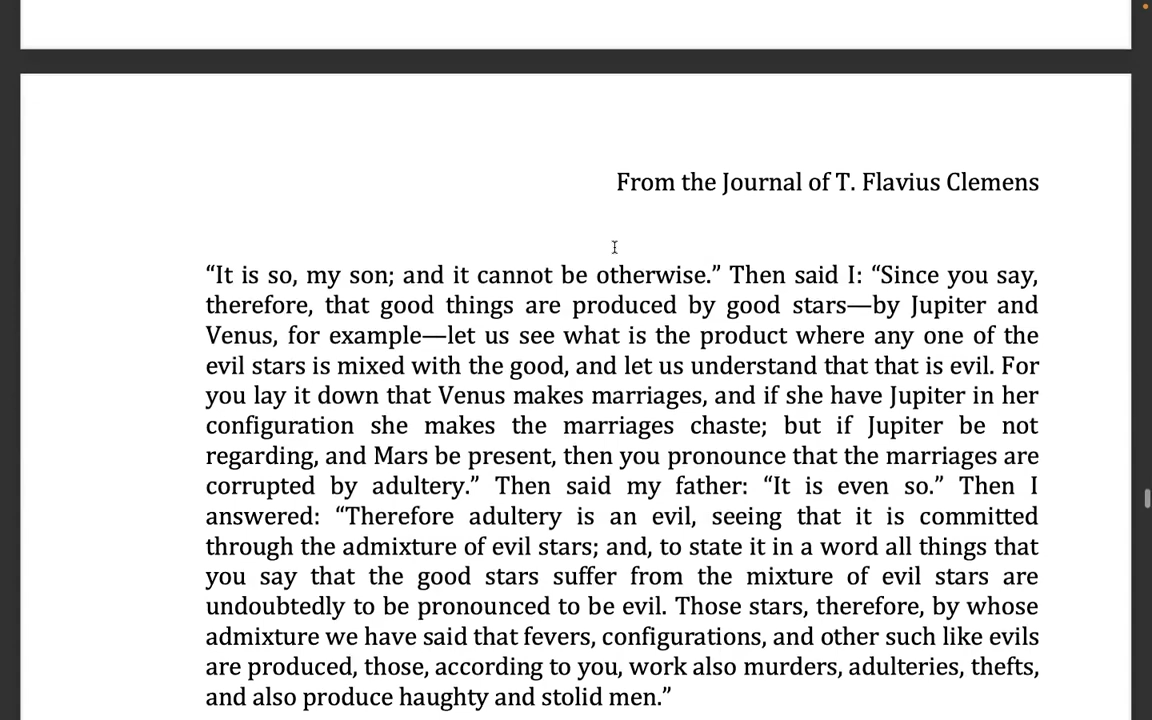 From the Journal of T. Flavius Clemens
“It is so, my son; and it cannot be otherwise.” Then said I: “Since you say,
therefore, that good things are produced by good stars—by Jupiter and
Venus, for example—let us see what is the product where any one of the
evil stars is mixed with the good, and let us understand that that is evil. For
you lay it down that Venus makes marriages, and if she have Jupiter in her
configuration she makes the marriages chaste; but if Jupiter be not
regarding, and Mars be present, then you pronounce that the marriages are
corrupted by adultery.” Then said my father: “It is even so.” Then I
answered: “Therefore adultery is an evil, seeing that it is committed
through the admixture of evil stars; and, to state it in a word all things that
you say that the good stars suffer from the mixture of evil stars are
undoubtedly to be pronounced to be evil. Those stars, therefore, by whose
admixture we have said that fevers, configurations, and other such like evils
are produced, those, according to you, work also murders, adulteries, thefts,
and also produce haughty and stolid men.”